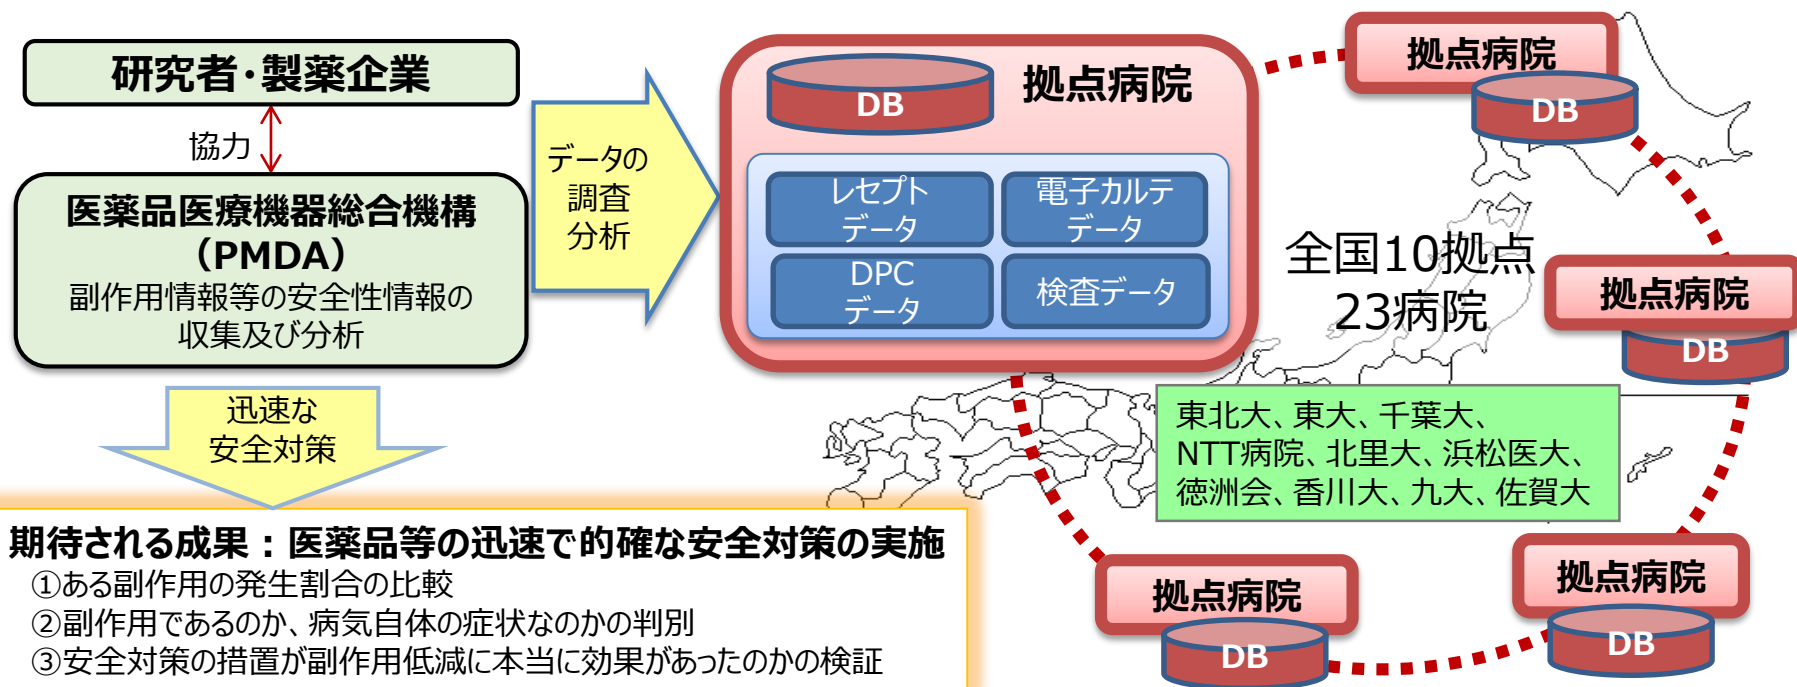 研究者・製薬企業
協力
医薬品医療機器総合機構
（PMDA）
副作用情報等の安全性情報の
収集及び分析
データの
調査
分析
迅速な
安全対策
期待される成果：医薬品等の迅速で的確な安全対策の実施
①ある副作用の発生割合の比較
②副作用であるのか、病気自体の症状なのかの判別
③安全対策の措置が副作用低減に本当に効果があったのかの検証
DB
拠点病院
レセプト
データ
電子カルテ
データ
DPC
データ
検査データ
全国10拠点
23病院
拠点病院
DB
拠点病院
DB
東北大、東大、千葉大、
NTT病院、北里大、浜松医大、
徳洲会、香川大、九大、佐賀大
拠点病院
DB
拠点病院
DB